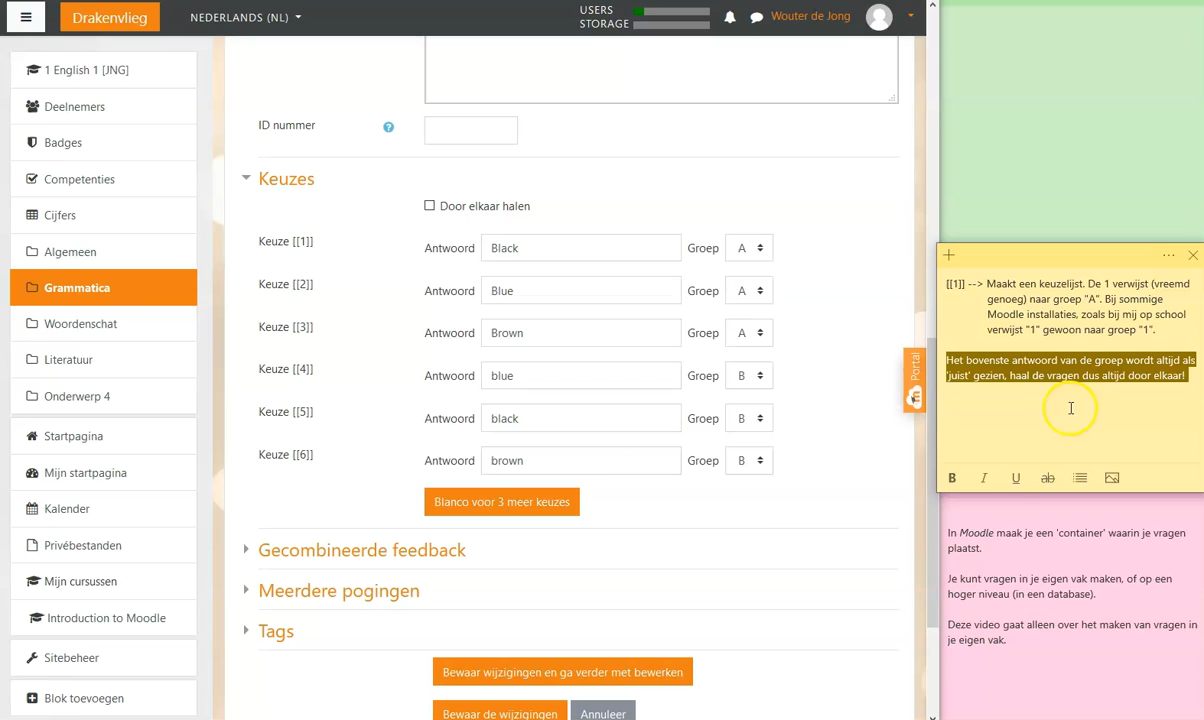 Drakenvlieg
NEDERLANDS (NL)
USERS
STORAGE
Wouter de Jong
1 English 1 [JNG]
Deelnemers
Badges
Competenties
Cijfers
Algemeen
Grammatica
Woordenschat
Literatuur
Onderwerp 4
Startpagina
Mijn startpagina
Kalender
Privébestanden
Mijn cursussen
Introduction to Moodle
Sitebeheer
Blok toevoegen
ID nummer
Keuzes
Door elkaar halen
Keuze [[1]] Antwoord Black Groep A
Keuze [[2]] Antwoord Blue Groep A
Keuze [[3]] Antwoord Brown Groep A
Keuze [[4]] Antwoord blue Groep B
Keuze [[5]] Antwoord black Groep B
Keuze [[6]] Antwoord brown Groep B
Blanco voor 3 meer keuzes
Gecombineerde feedback
Meerdere pogingen
Tags
Bewaar wijzigingen en ga verder met bewerken
Bewaar de wijzigingen Annuleer
Portal
[[1]] --> Maakt een keuzelijst. De 1 verwijst (vreemd
genoeg) naar groep "A". Bij sommige
Moodle installaties, zoals bij mij op school
verwijst "1" gewoon naar groep "1".
Het bovenste antwoord van de groep wordt altijd als
'juist' gezien, haal de vragen dus altijd door elkaar!
B I U ab
In Moodle maak je een 'container' waarin je vragen
plaatst.
Je kunt vragen in je eigen vak maken, of op een
hoger niveau (in een database).
Deze video gaat alleen over het maken van vragen in
je eigen vak.